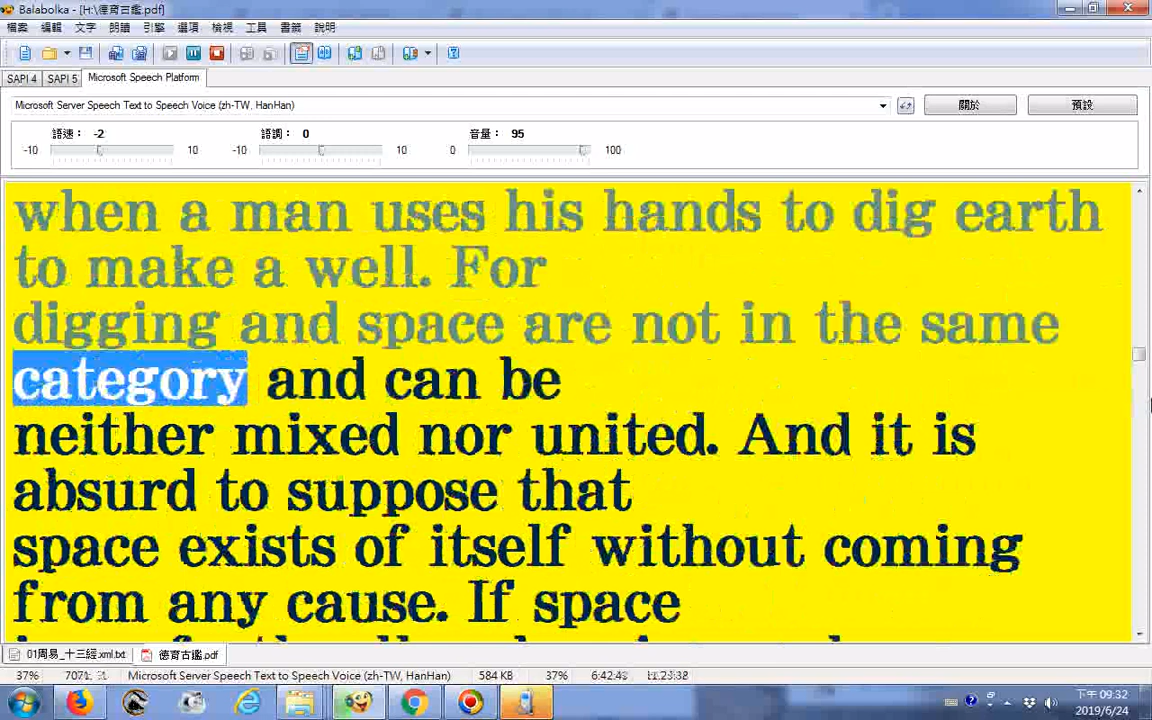 Balabolka - [H:\德育古鑑.pdf]
檔案 編輯 文字 朗讀 引擎 選項 檢視 工具 書籤 說明
SAPI 4 SAPI 5 Microsoft Speech Platform
Microsoft Server Speech Text to Speech Voice (zh-TW, HanHan) 關於 預設
語速： -2 語調： 0 音量： 95
-10 10 -10 10 0 100
when a man uses his hands to dig earth
to make a well. For
digging and space are not in the same
category and can be
neither mixed nor united. And it is
absurd to suppose that
space exists of itself without coming
from any cause. If space
01周易_十三經.xml.txt 德育古鑑.pdf
37% Microsoft Server Speech Text to Speech Voice (zh-TW, HanHan) 584 KB 37%
下午 09:32
2019/6/24